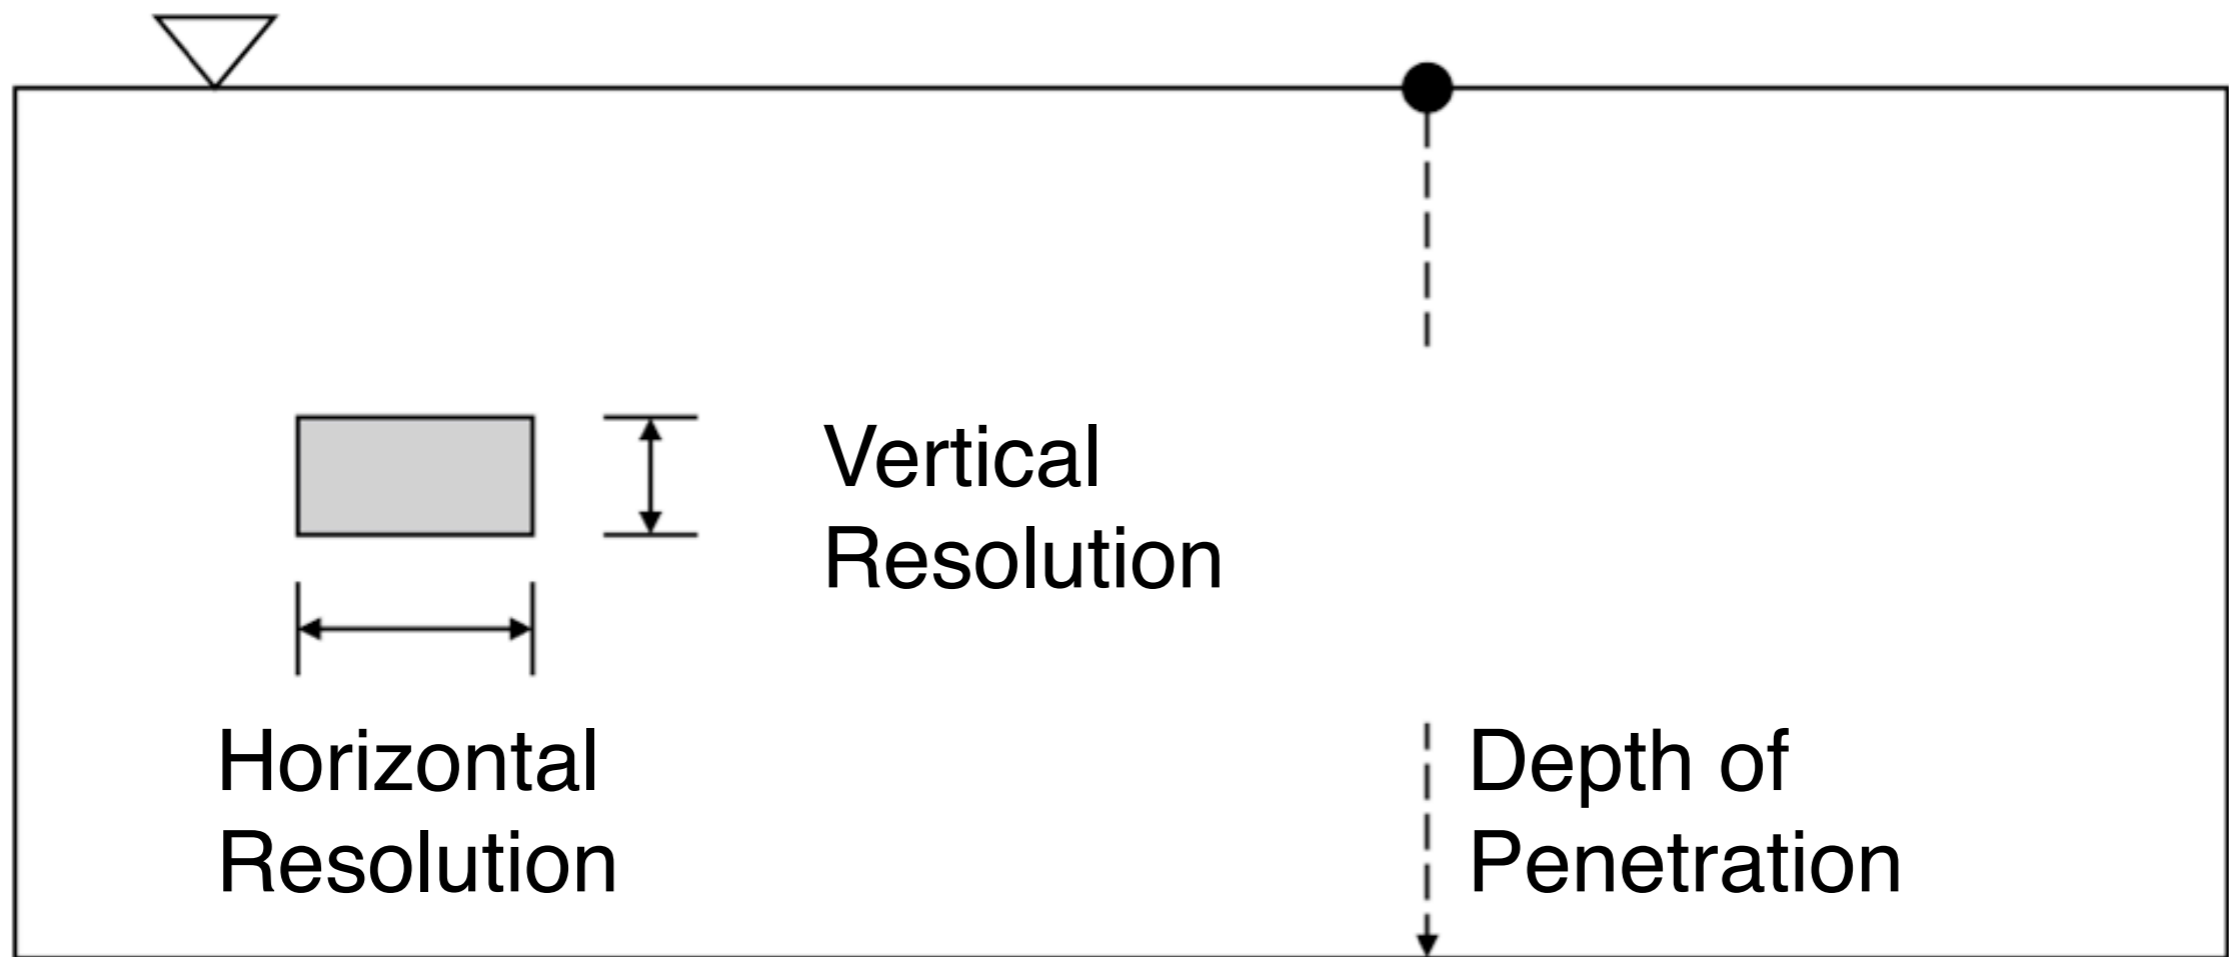 Vertical
Resolution
Horizontal
Resolution
Depth of
Penetration